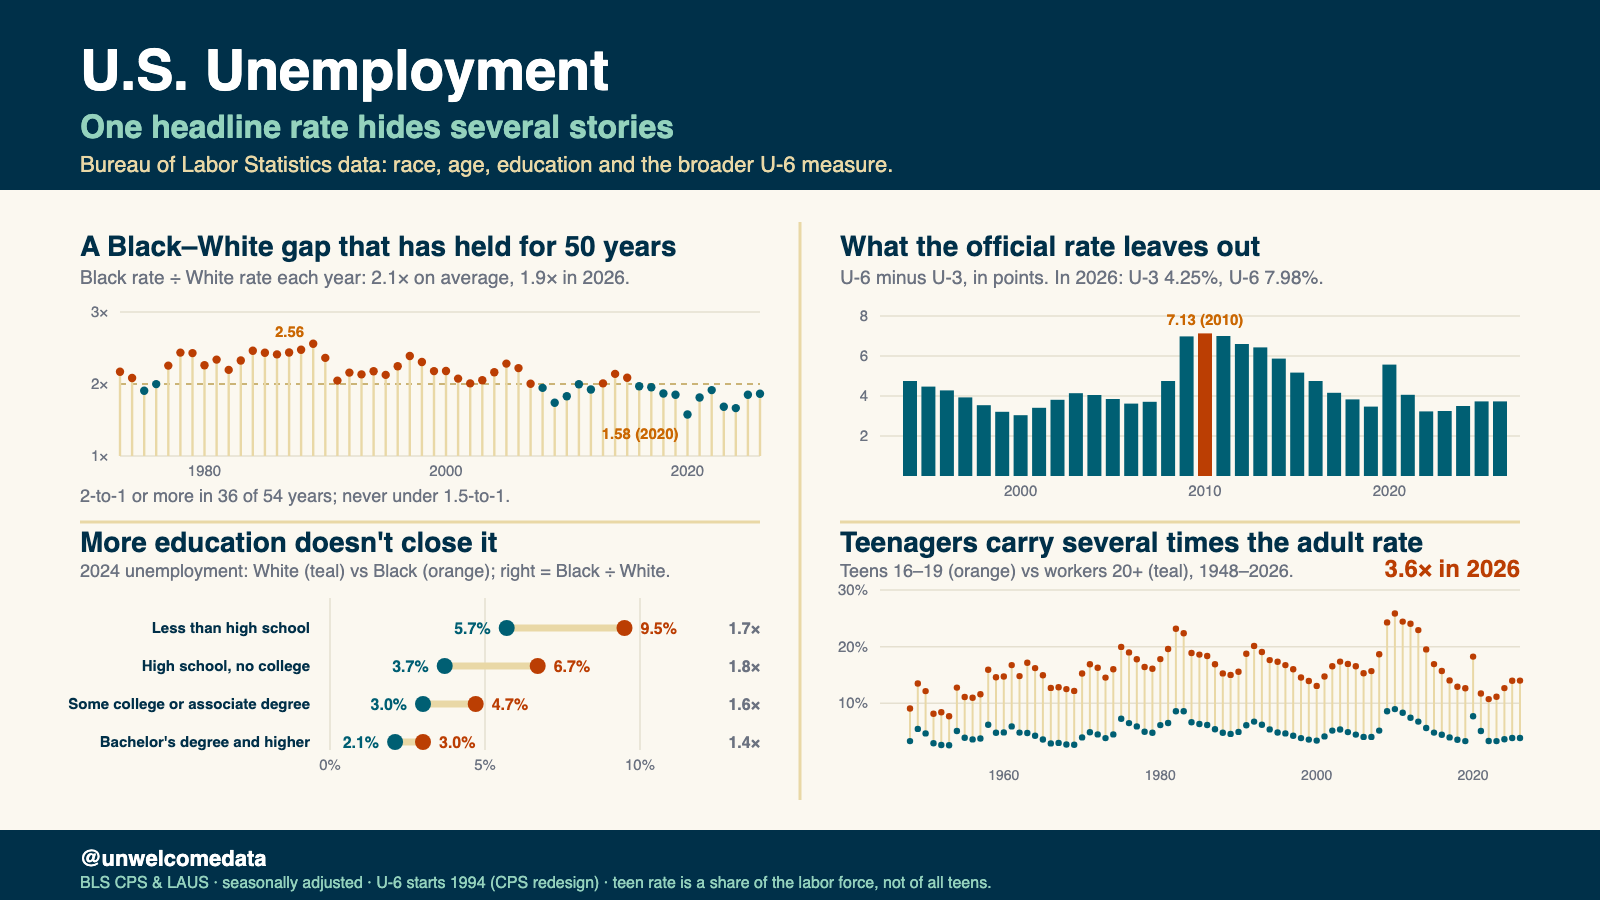 U.S. Unemployment
One headline rate hides several stories
Bureau of Labor Statistics data: race, age, education and the broader U-6 measure.
A Black–White gap that has held for 50 years
Black rate ÷ White rate each year: 2.1× on average, 1.9× in 2026.
3×
2.56
2×
1.58 (2020)
1×
1980 2000 2020
2-to-1 or more in 36 of 54 years; never under 1.5-to-1.
What the official rate leaves out
U-6 minus U-3, in points. In 2026: U-3 4.25%, U-6 7.98%.
8
7.13 (2010)
6
4
2
2000 2010 2020
More education doesn't close it
2024 unemployment: White (teal) vs Black (orange); right = Black ÷ White.
Less than high school 5.7% 9.5% 1.7×
High school, no college 3.7% 6.7% 1.8×
Some college or associate degree 3.0% 4.7% 1.6×
Bachelor's degree and higher 2.1% 3.0% 1.4×
0% 5% 10%
Teenagers carry several times the adult rate
Teens 16–19 (orange) vs workers 20+ (teal), 1948–2026. 3.6× in 2026
30%
20%
10%
1960 1980 2000 2020
@unwelcomedata
BLS CPS & LAUS · seasonally adjusted · U-6 starts 1994 (CPS redesign) · teen rate is a share of the labor force, not of all teens.